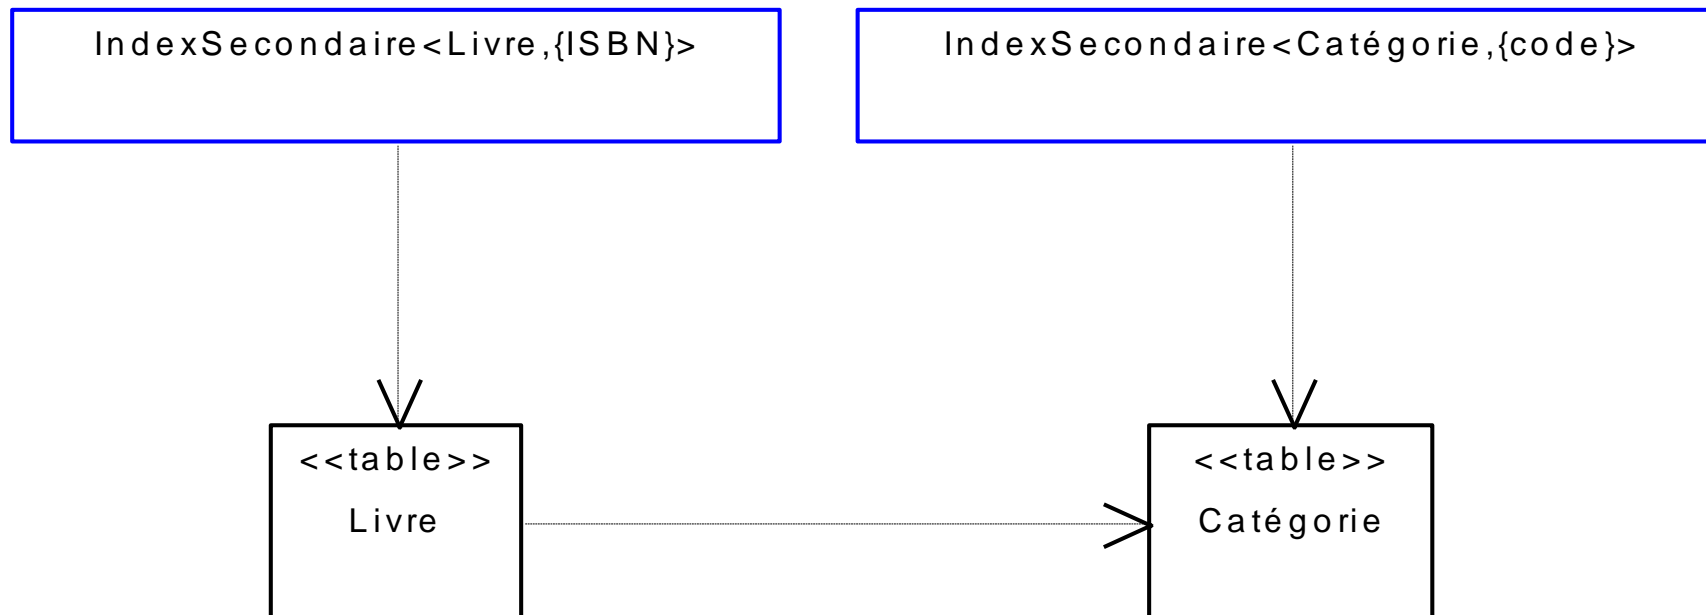 IndexSecondaire<Livre,{ISBN}>
IndexSecondaire<Catégorie,{code}>
<<table>>
Livre
<<table>>
Catégorie